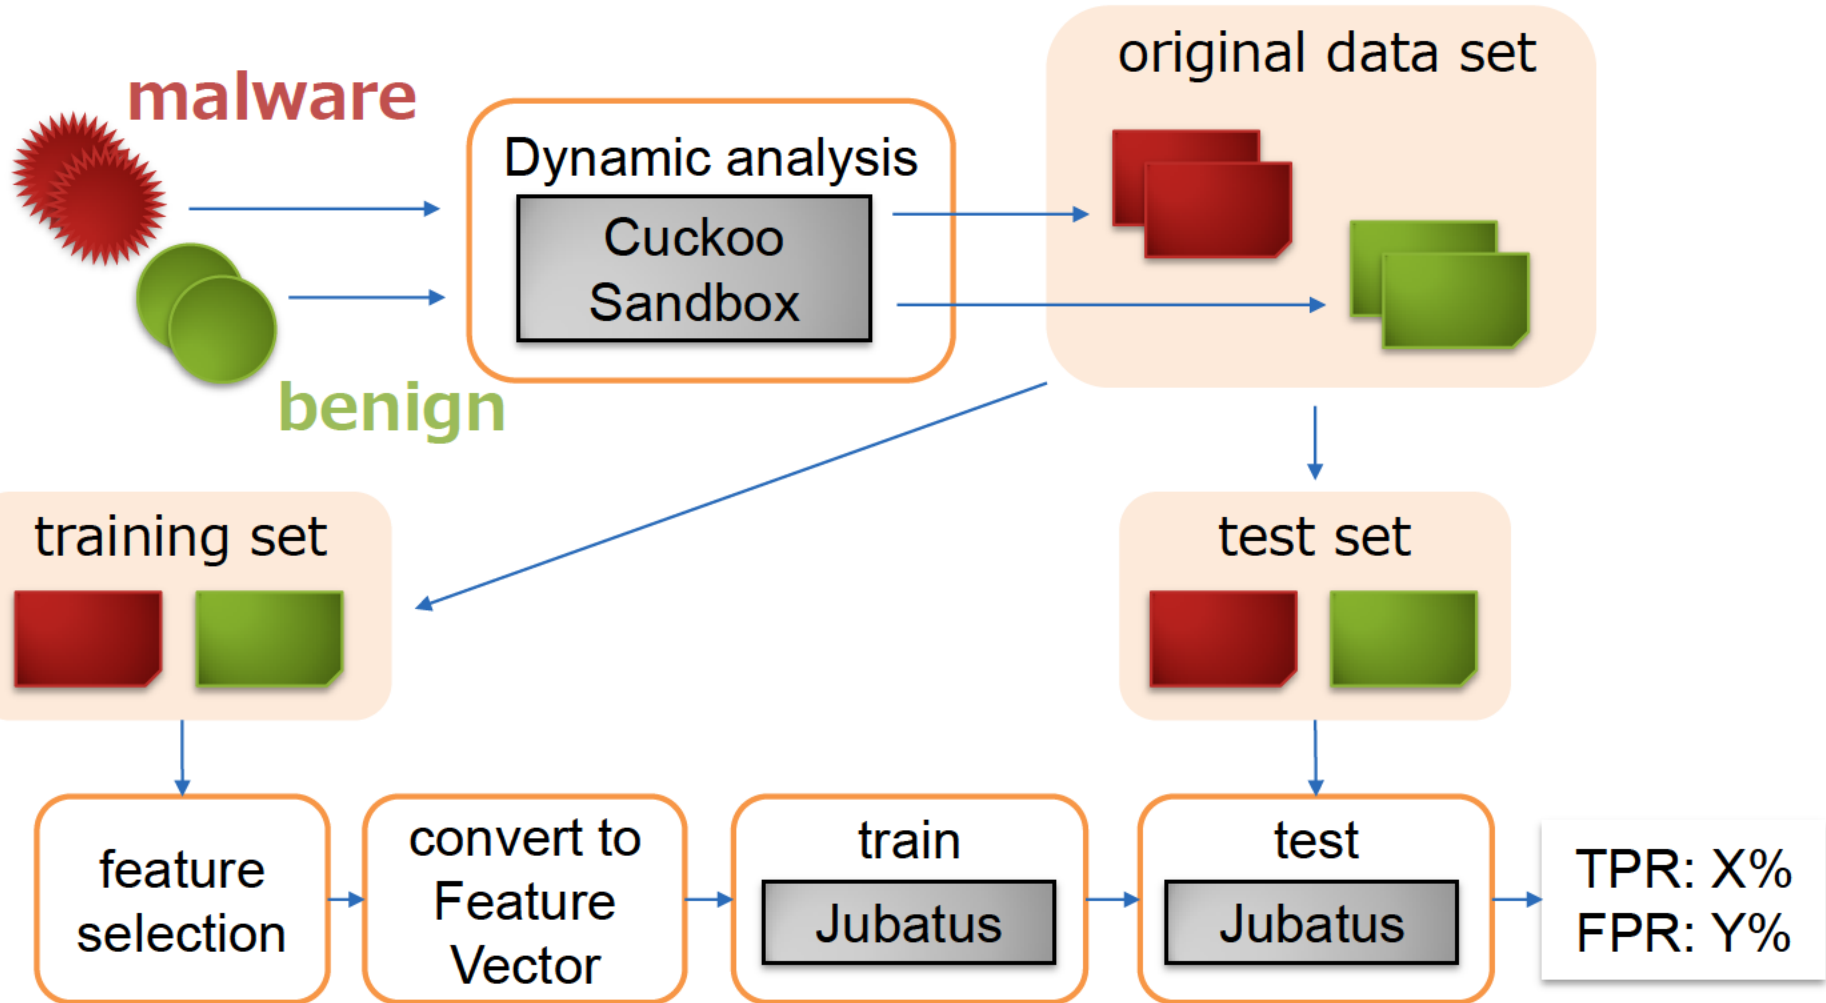 malware
benign
Dynamic analysis
Cuckoo
Sandbox
original data set
training set
test set
feature
selection
convert to
Feature
Vector
train
Jubatus
test
Jubatus
TPR: X%
FPR: Y%